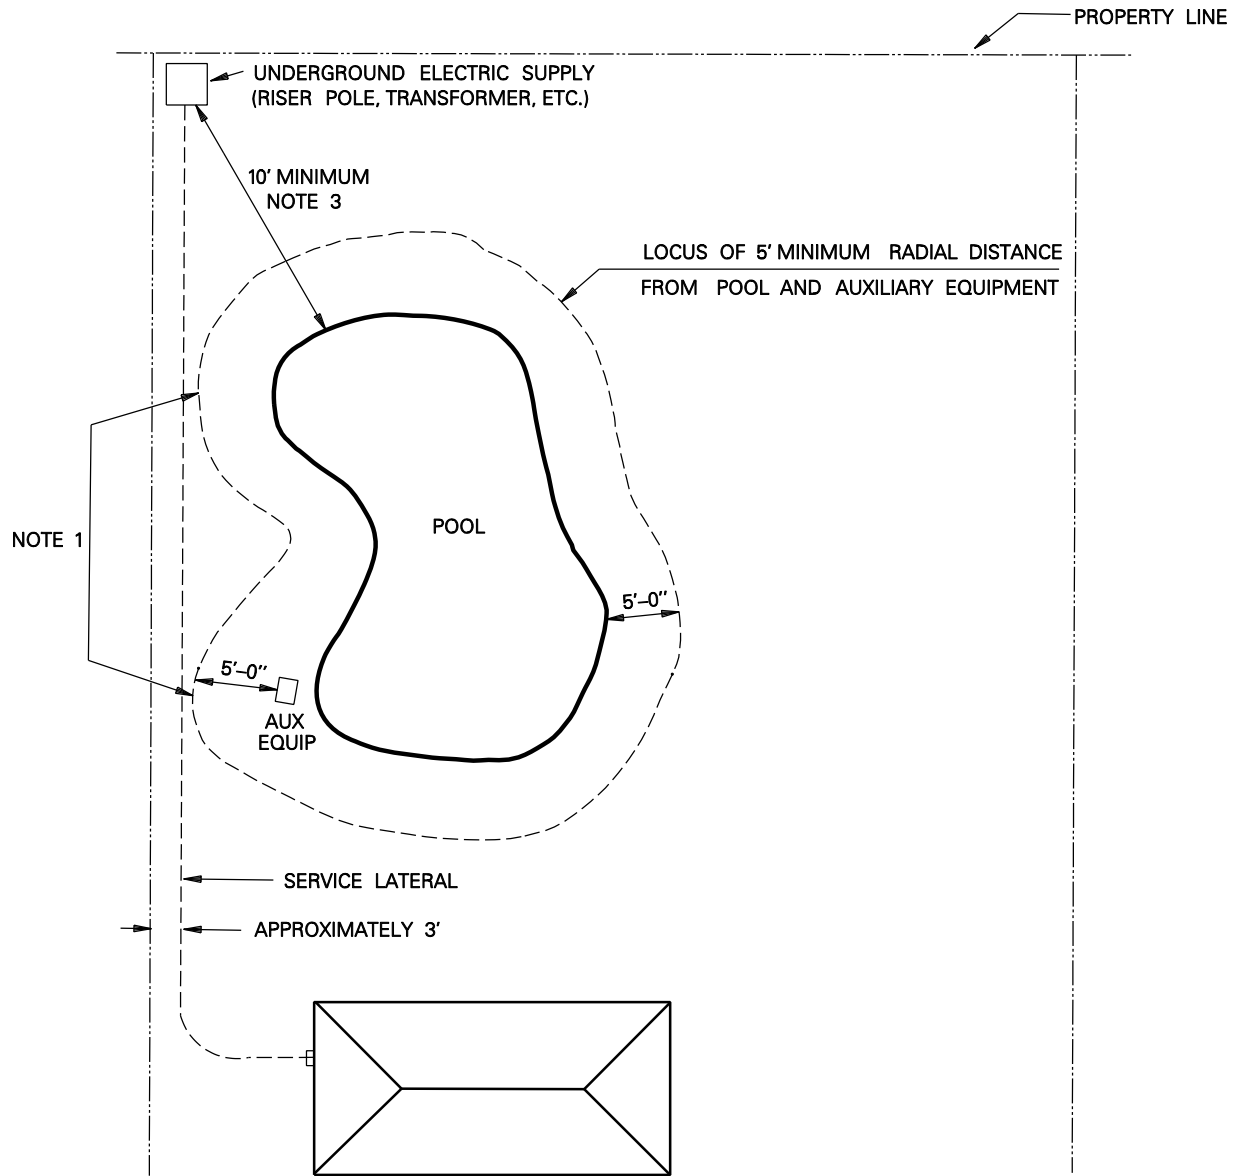 PROPERTY LINE
UNDERGROUND ELECTRIC SUPPLY
(RISER POLE, TRANSFORMER, ETC.)
10' MINIMUM
NOTE 3
LOCUS OF 5' MINIMUM RADIAL DISTANCE
FROM POOL AND AUXILIARY EQUIPMENT
POOL
NOTE 1
5'-0"
5'-0"
AUX
EQUIP
SERVICE LATERAL
APPROXIMATELY 3'